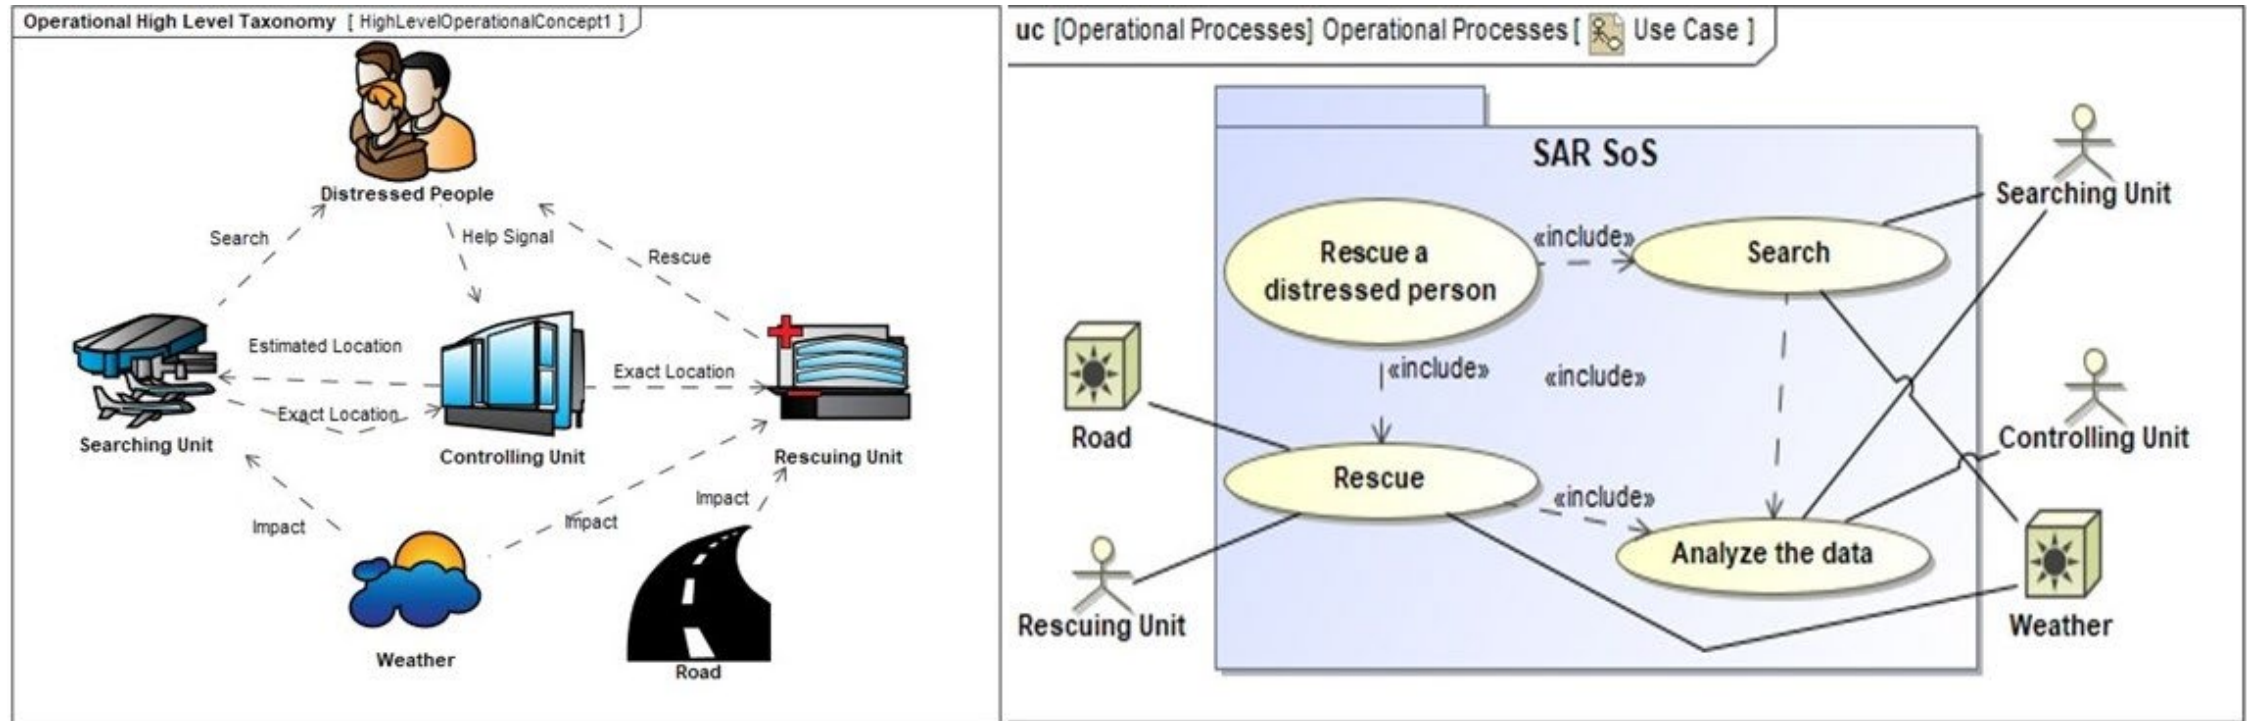 Operational High Level Taxonomy [ HighLevelOperationalConcept1 ]
Distressed People
Search
Help Signal
Rescue
Estimated Location
Exact Location
Exact Location
Searching Unit
Controlling Unit
Rescuing Unit
Impact
Impact
Impact
Weather
Road
uc [Operational Processes] Operational Processes [ Use Case ]
SAR SoS
Searching Unit
Rescue a
distressed person
«include»
Search
«include»
«include»
Road
Controlling Unit
Rescue
«include»
Analyze the data
Rescuing Unit
Weather